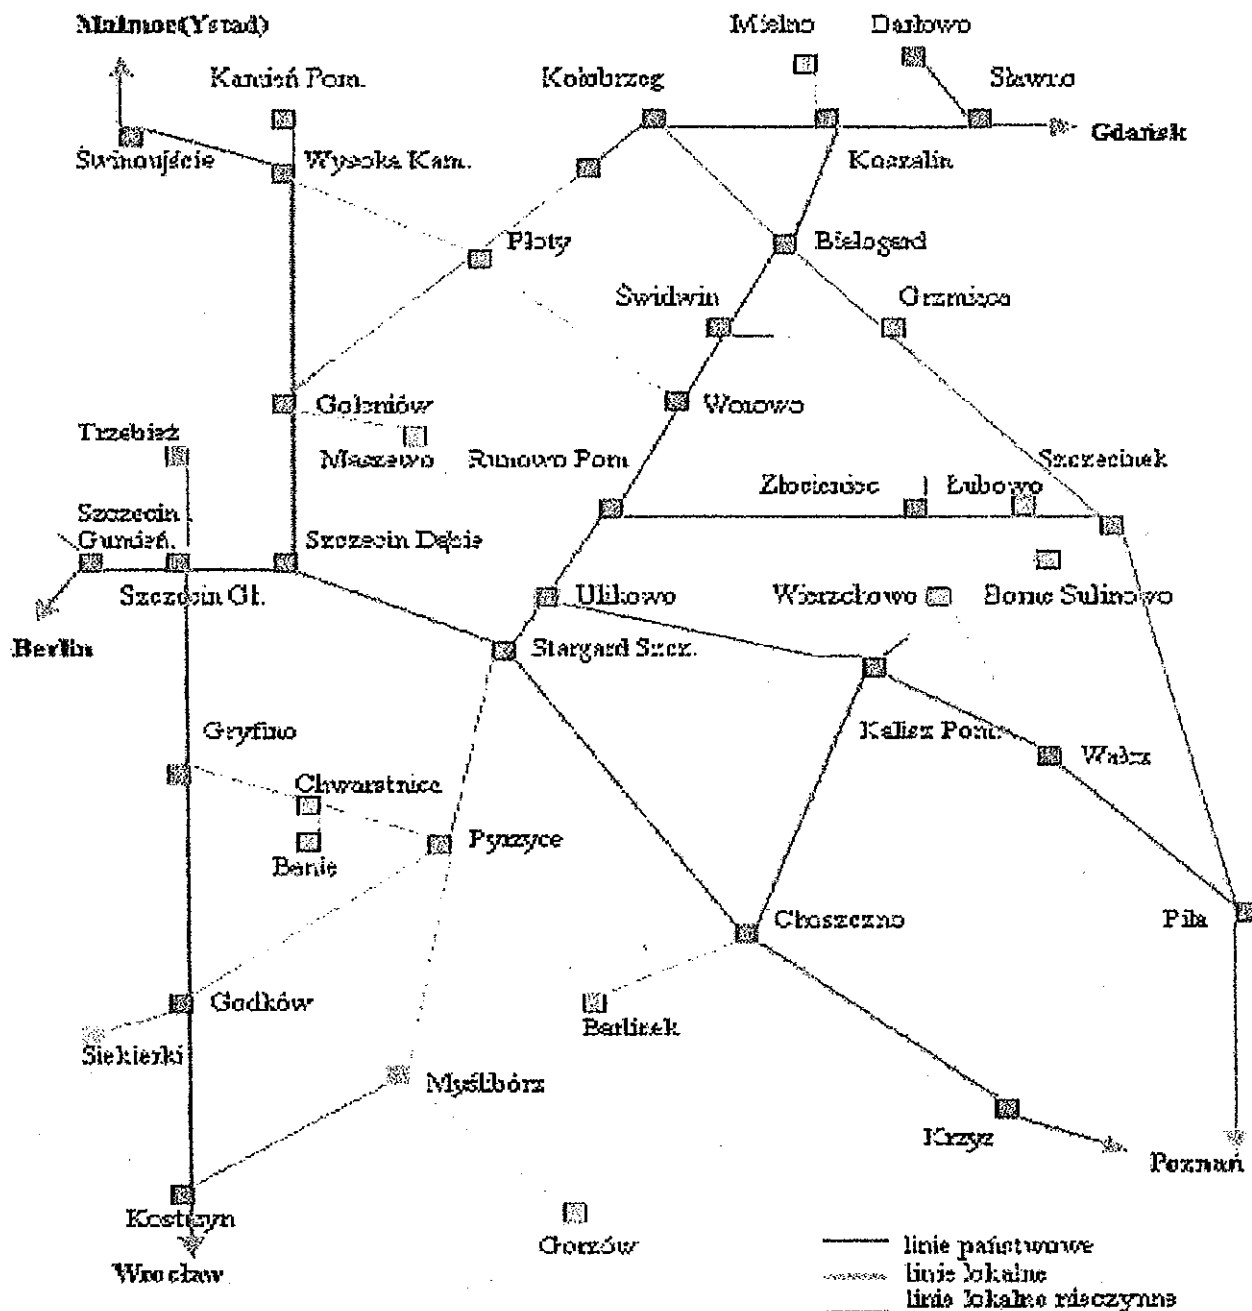 Malmoe(Ystad)
Mielno
Darłowo
Kamień Pom.
Kołobrzeg
Sławno
Gdańsk
Świnoujście
Wysoka Kam.
Koszalin
Płoty
Białogard
Świdwin
Grzmiąca
Goleniów
Worowo
Trzebież
Maszewo
Runowo Pom
Szczecinek
Złocieniec
Łubowo
Szczecin
Gumień.
Szczecin Dąbie
Szczecin Gł.
Ulikowo
Wierzchowo
Borne Sulinowo
Berlin
Stargard Szcz.
Gryfino
Kalisz Pom.
Wałcz
Chwarstnica
Pyrzyce
Banie
Choszczno
Piła
Godków
Barlinek
Siekierki
Myślibórz
Krzyż
Poznań
Kostrzyn
Gorzów
Wrocław
linie państwowe
linie lokalne
linie lokalne nieczynne